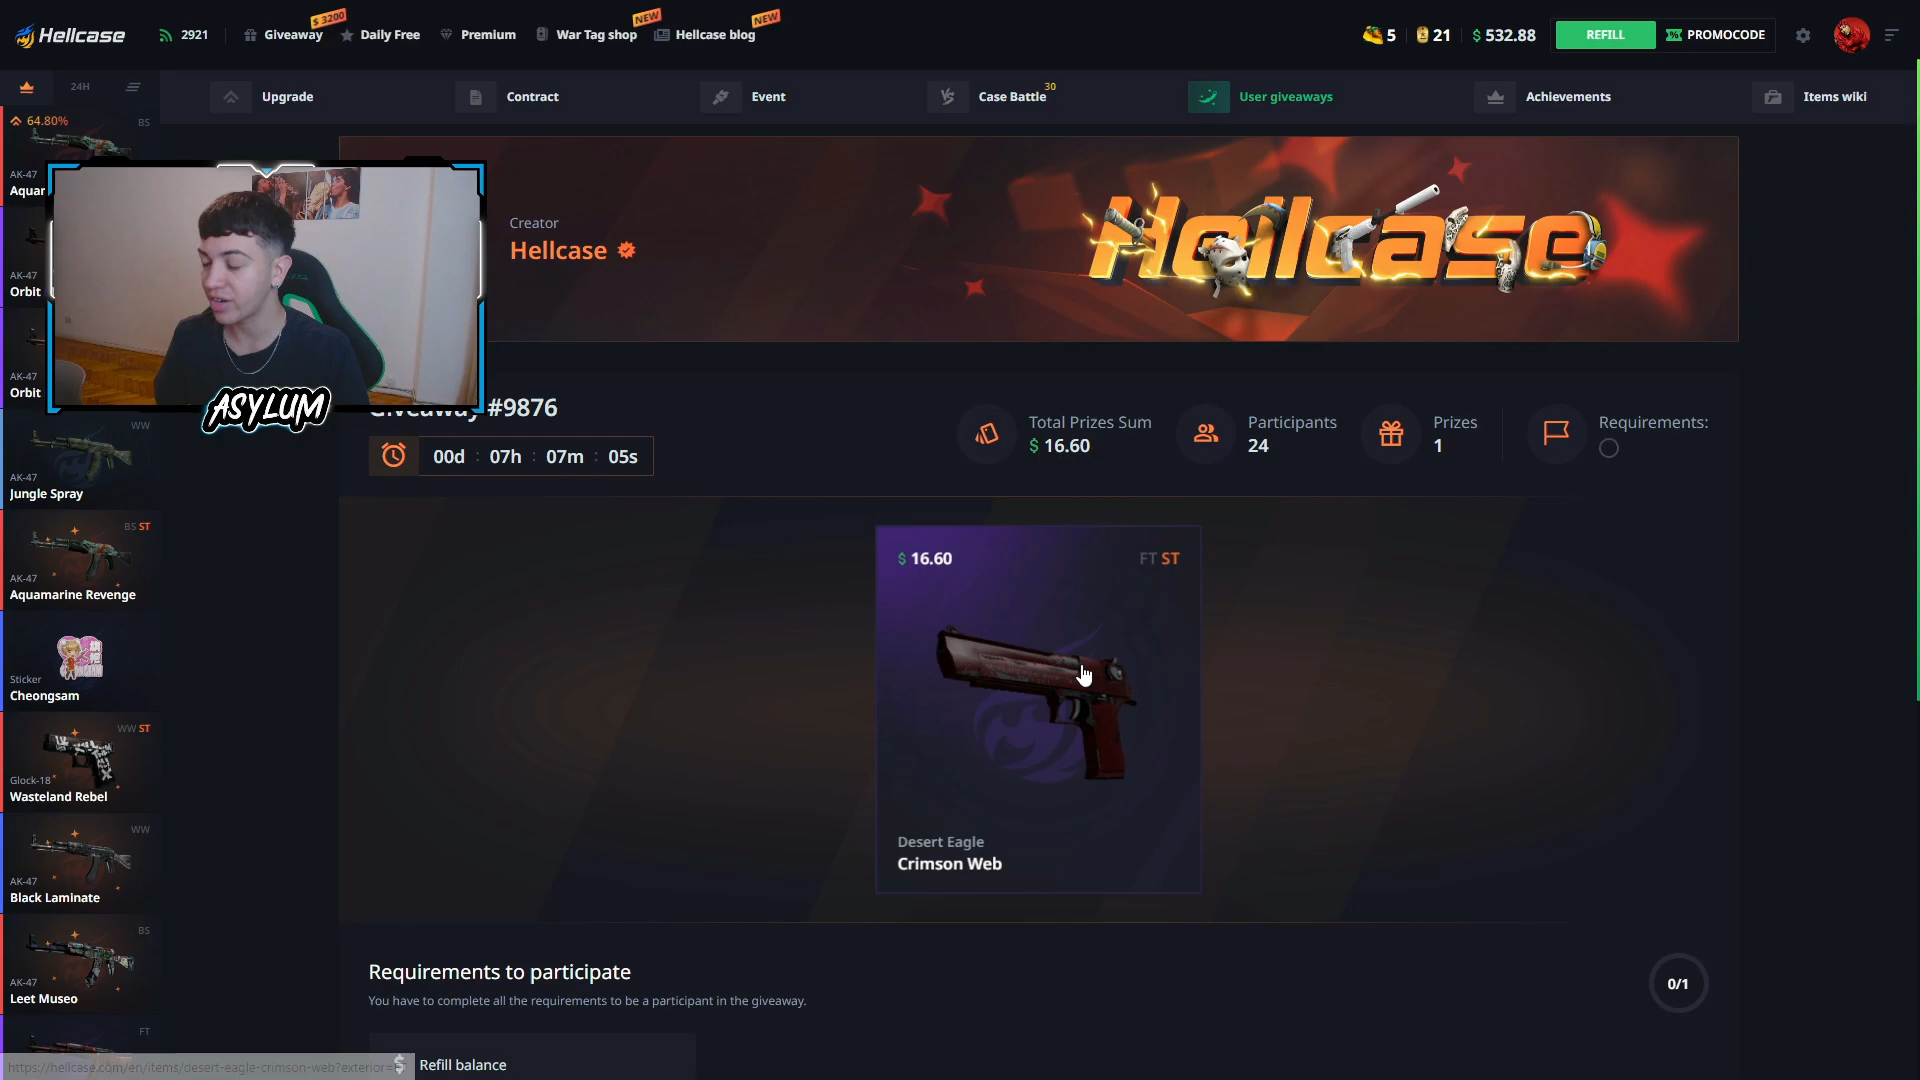 Hellcase
2921
Giveaway
$ 3200
Daily Free
Premium
War Tag shop
NEW
Hellcase blog
NEW
5
21
$ 532.88
REFILL
% PROMOCODE
24H
Upgrade
Contract
Event
Case Battle
30
User giveaways
Achievements
Items wiki
64.80%
BS
AK-47
Aquar
AK-47
Orbit
AK-47
Orbit
WW
AK-47
Jungle Spray
BS ST
AK-47
Aquamarine Revenge
Sticker
Cheongsam
WW ST
Glock-18
Wasteland Rebel
WW
AK-47
Black Laminate
BS
AK-47
Leet Museo
FT
ASYLUM
Creator
Hellcase
Hellcase
Giveaway #9876
00d : 07h : 07m : 05s
Total Prizes Sum
$ 16.60
Participants
24
Prizes
1
Requirements:
$ 16.60
FT ST
Desert Eagle
Crimson Web
Requirements to participate
You have to complete all the requirements to be a participant in the giveaway.
0/1
$ Refill balance
https://hellcase.com/en/items/desert-eagle-crimson-web?exterior=